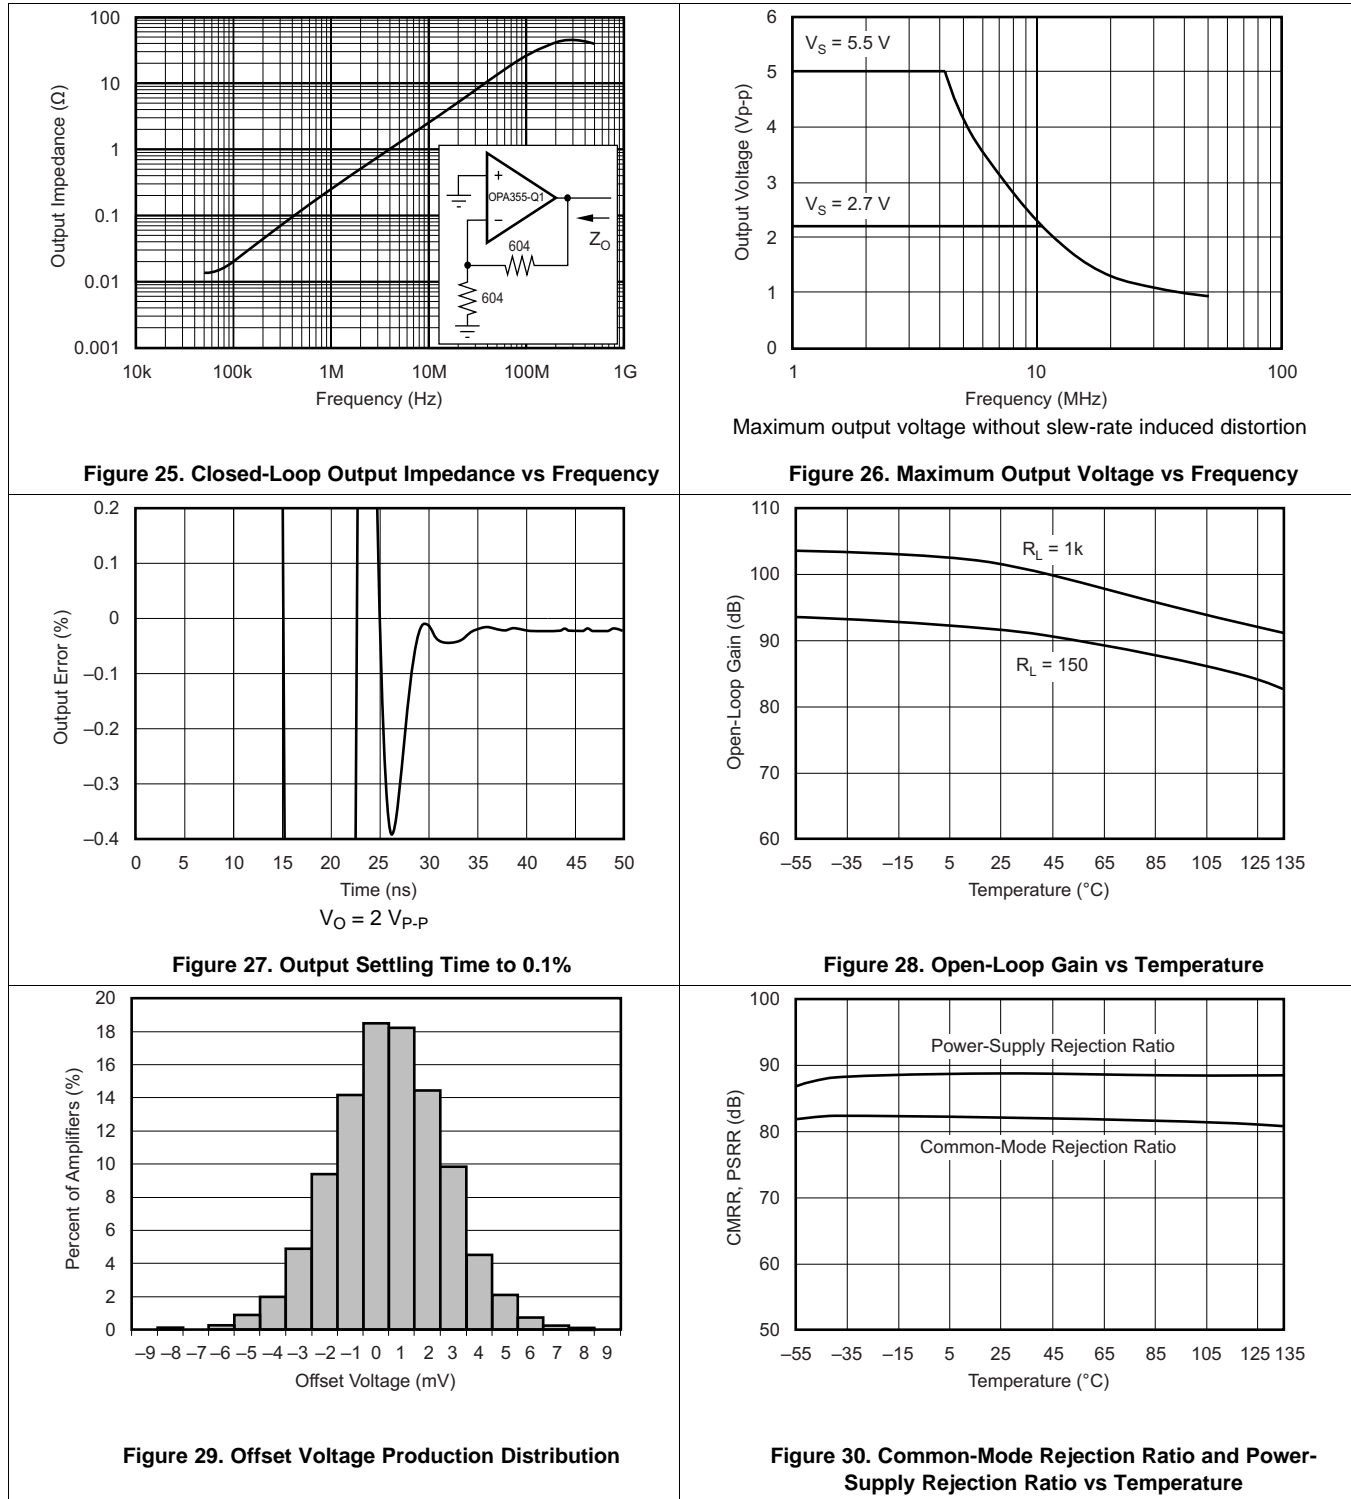 100
10
1
0.1
0.01
0.001
Output Impedance (Ω)
OPA355-Q1
+
–
604
604
Z_O
10k 100k 1M 10M 100M 1G
Frequency (Hz)
Figure 25. Closed-Loop Output Impedance vs Frequency
6
5
4
3
2
1
0
Output Voltage (Vp-p)
V_S = 5.5 V
V_S = 2.7 V
1 10 100
Frequency (MHz)
Maximum output voltage without slew-rate induced distortion
Figure 26. Maximum Output Voltage vs Frequency
0.2
0.1
0
–0.1
–0.2
–0.3
–0.4
Output Error (%)
0 5 10 15 20 25 30 35 40 45 50
Time (ns)
V_O = 2 V_P-P
Figure 27. Output Settling Time to 0.1%
110
100
90
80
70
60
Open-Loop Gain (dB)
R_L = 1k
R_L = 150
–55 –35 –15 5 25 45 65 85 105 125 135
Temperature (°C)
Figure 28. Open-Loop Gain vs Temperature
20
18
16
14
12
10
8
6
4
2
0
Percent of Amplifiers (%)
–9 –8 –7 –6 –5 –4 –3 –2 –1 0 1 2 3 4 5 6 7 8 9
Offset Voltage (mV)
Figure 29. Offset Voltage Production Distribution
100
90
80
70
60
50
CMRR, PSRR (dB)
Power-Supply Rejection Ratio
Common-Mode Rejection Ratio
–55 –35 –15 5 25 45 65 85 105 125 135
Temperature (°C)
Figure 30. Common-Mode Rejection Ratio and Power-
Supply Rejection Ratio vs Temperature